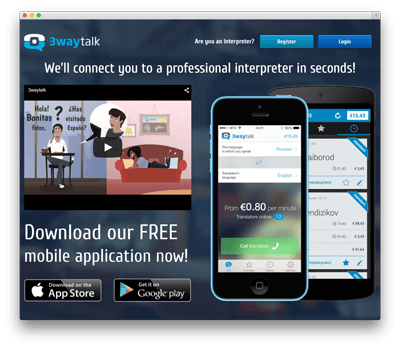 3waytalk
Are you an interpreter?
Register
Login
We'll connect you to a professional interpreter in seconds!
3waytalk
¡Hola!
Bonitas
fotos.
?
¿Has
visitado
España?
Download our FREE
mobile application now!
Download on the
App Store
Get it on
Google play
14:21
3waytalk
€15,43
The language
in which you speak
Russian
Translator's
language
English
From €0.80 per minute
Translators online: 12
Call translator
€15,43
aiborod
endizikov